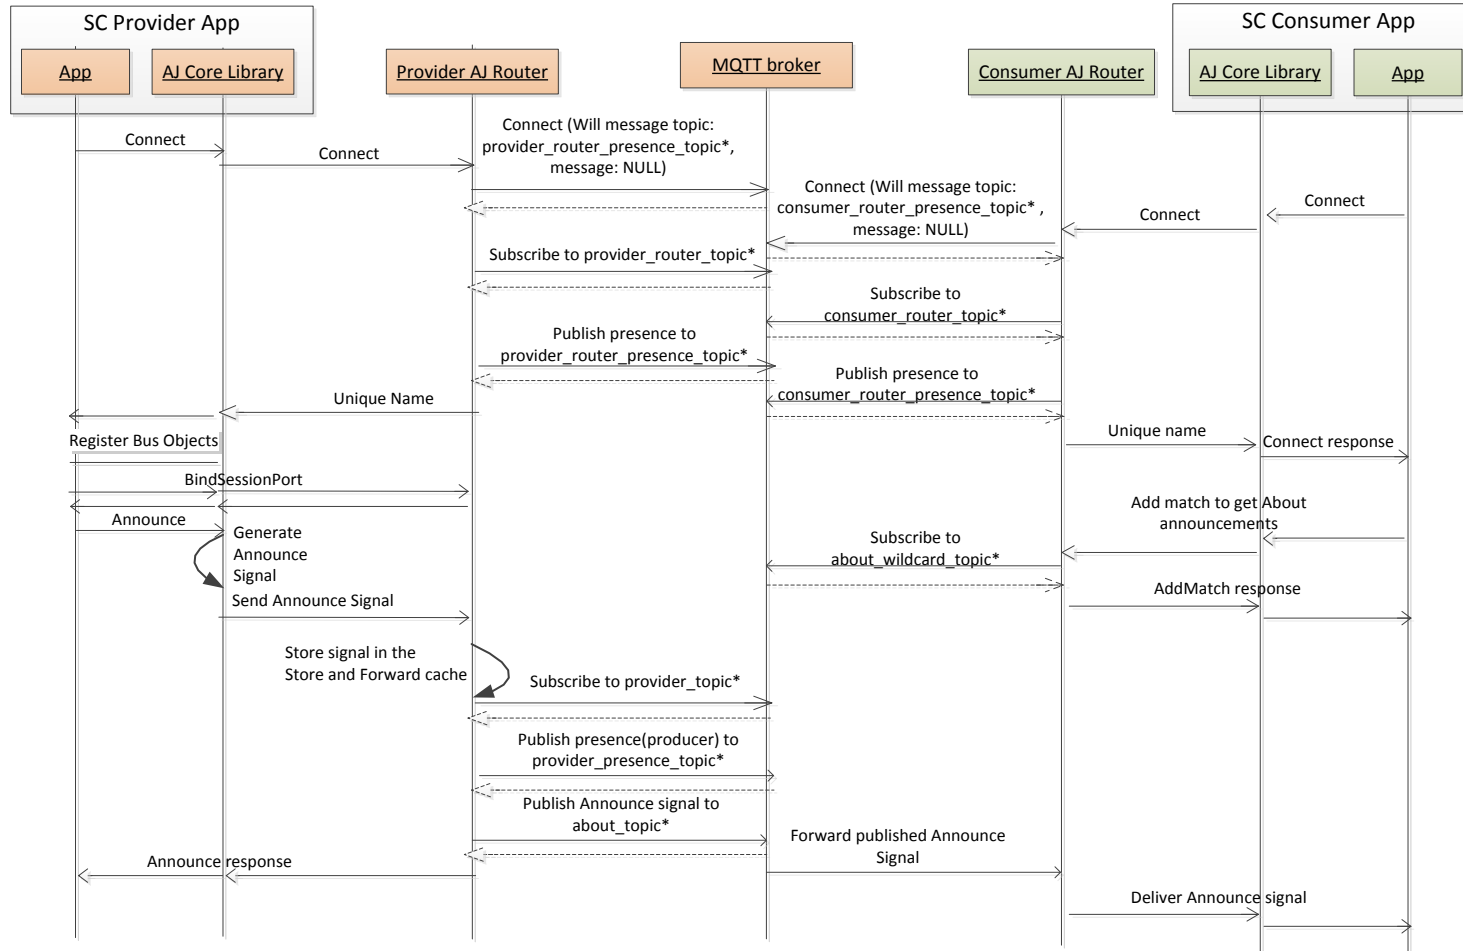 SC Provider App
SC Consumer App
App
AJ Core Library
Provider AJ Router
MQTT broker
Consumer AJ Router
AJ Core Library
App
Connect
Connect
Connect (Will message topic:
provider_router_presence_topic*,
message: NULL)
Connect (Will message topic:
consumer_router_presence_topic* ,
message: NULL)
Connect
Connect
Subscribe to provider_router_topic*
Subscribe to
consumer_router_topic*
Publish presence to
provider_router_presence_topic*
Publish presence to
consumer_router_presence_topic*
Unique Name
Unique name
Connect response
Register Bus Objects
BindSessionPort
Announce
Generate
Announce
Signal
Add match to get About
announcements
Subscribe to
about_wildcard_topic*
AddMatch response
Send Announce Signal
Store signal in the
Store and Forward cache
Subscribe to provider_topic*
Publish presence(producer) to
provider_presence_topic*
Publish Announce signal to
about_topic*
Forward published Announce
Signal
Announce response
Deliver Announce signal